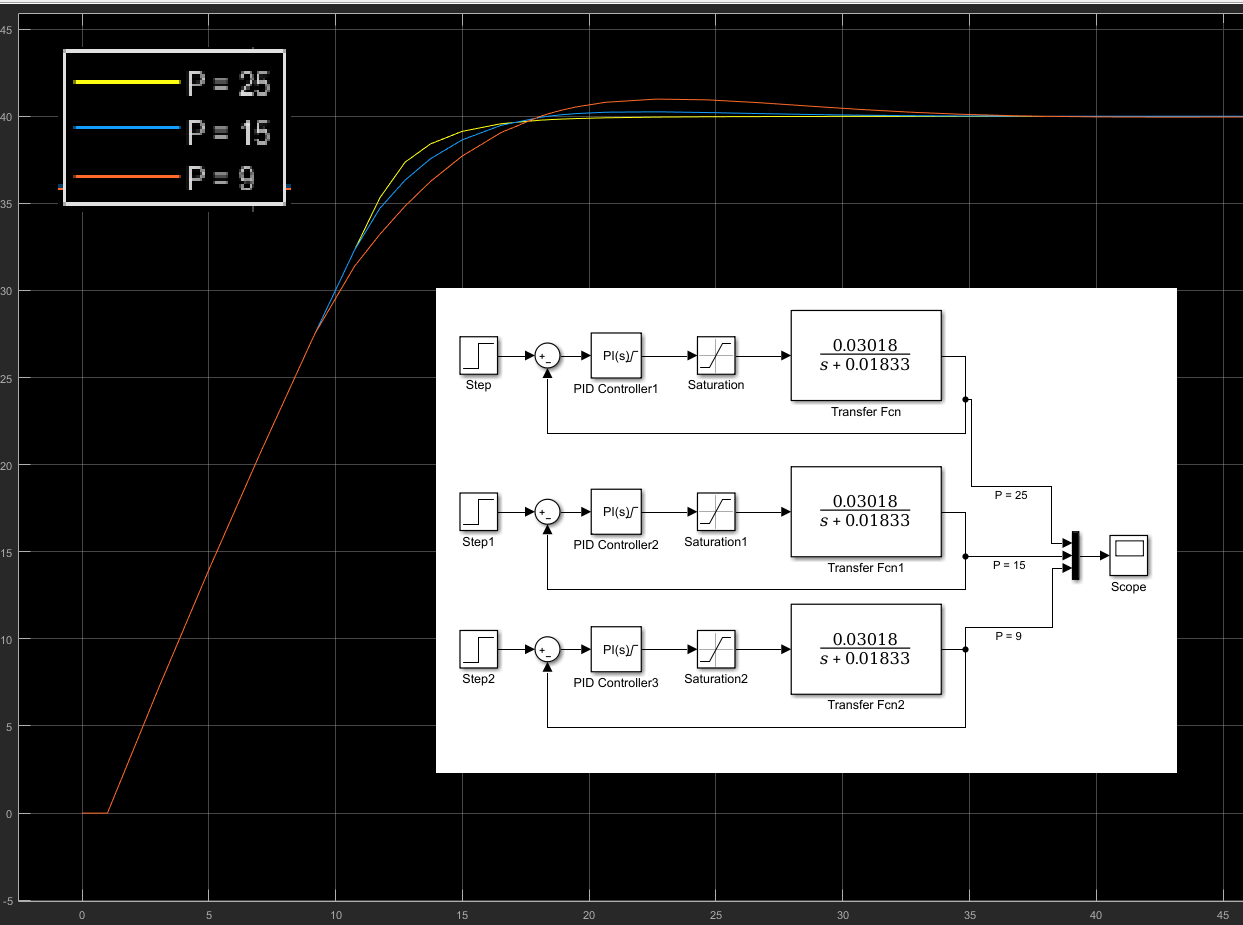 45
40
35
30
25
20
15
10
5
0
-5
P = 25
P = 15
P = 9
Step
+
−
PI(s)
PID Controller1
Saturation
0.03018
s + 0.01833
Transfer Fcn
P = 25
Step1
+
−
PI(s)
PID Controller2
Saturation1
0.03018
s + 0.01833
Transfer Fcn1
P = 15
Scope
Step2
+
−
PI(s)
PID Controller3
Saturation2
0.03018
s + 0.01833
Transfer Fcn2
P = 9
0 5 10 15 20 25 30 35 40 45